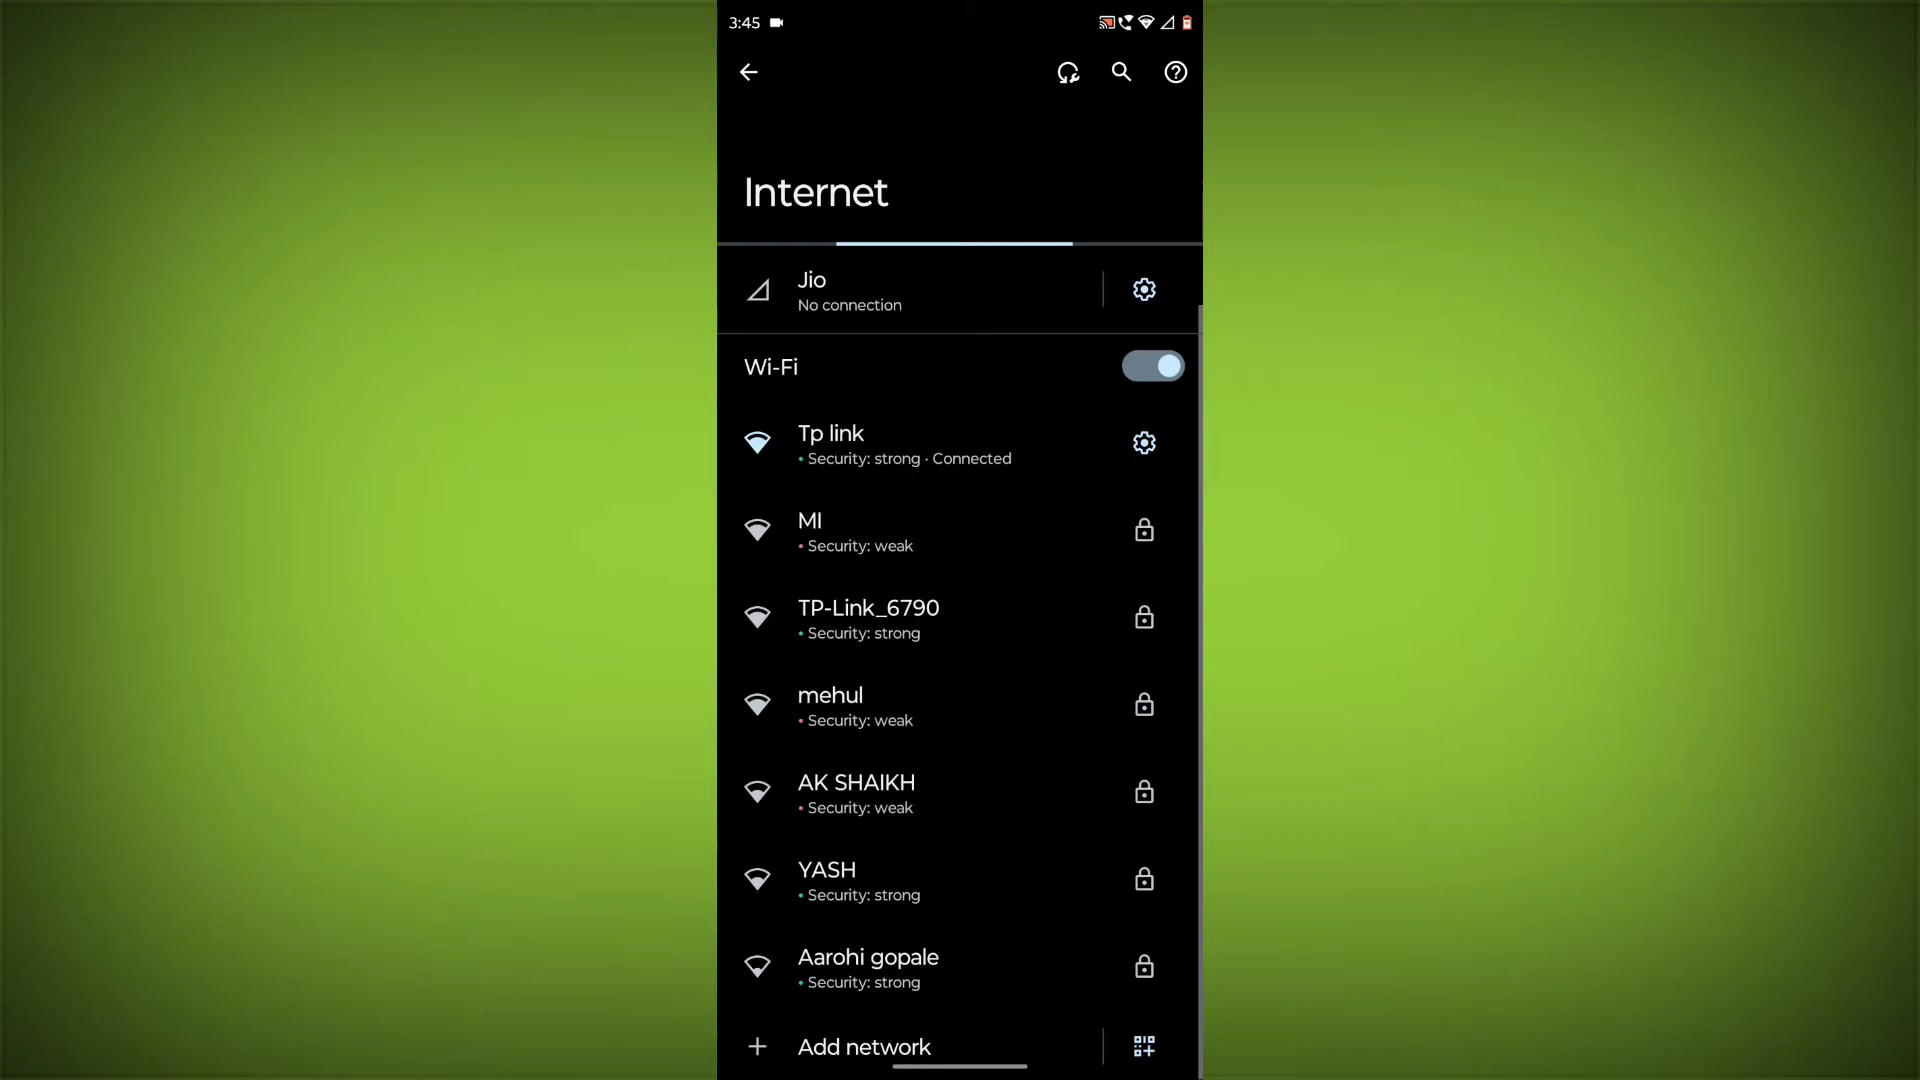 3:45
Internet
Jio
No connection
Wi-Fi
Tp link
• Security: strong · Connected
MI
• Security: weak
TP-Link_6790
• Security: strong
mehul
• Security: weak
AK SHAIKH
• Security: weak
YASH
• Security: strong
Aarohi gopale
• Security: strong
Add network